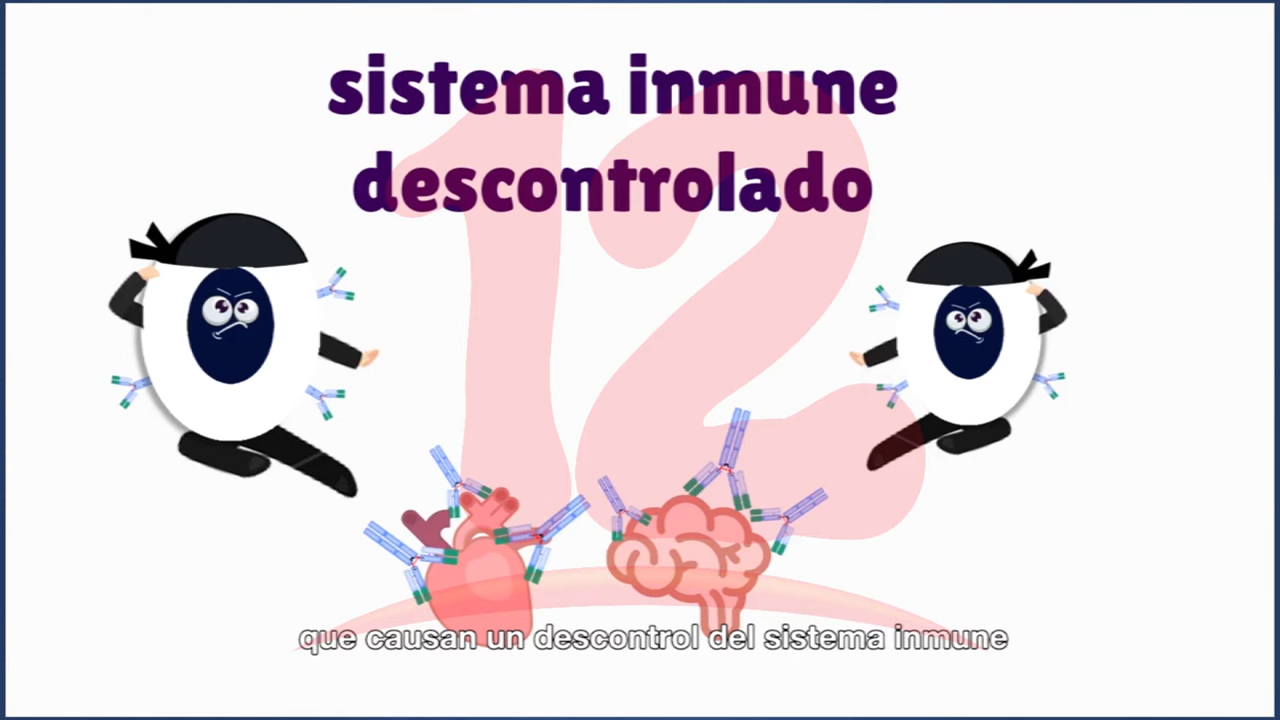 sistema inmune
descontrolado
12
que causan un descontrol del sistema inmune